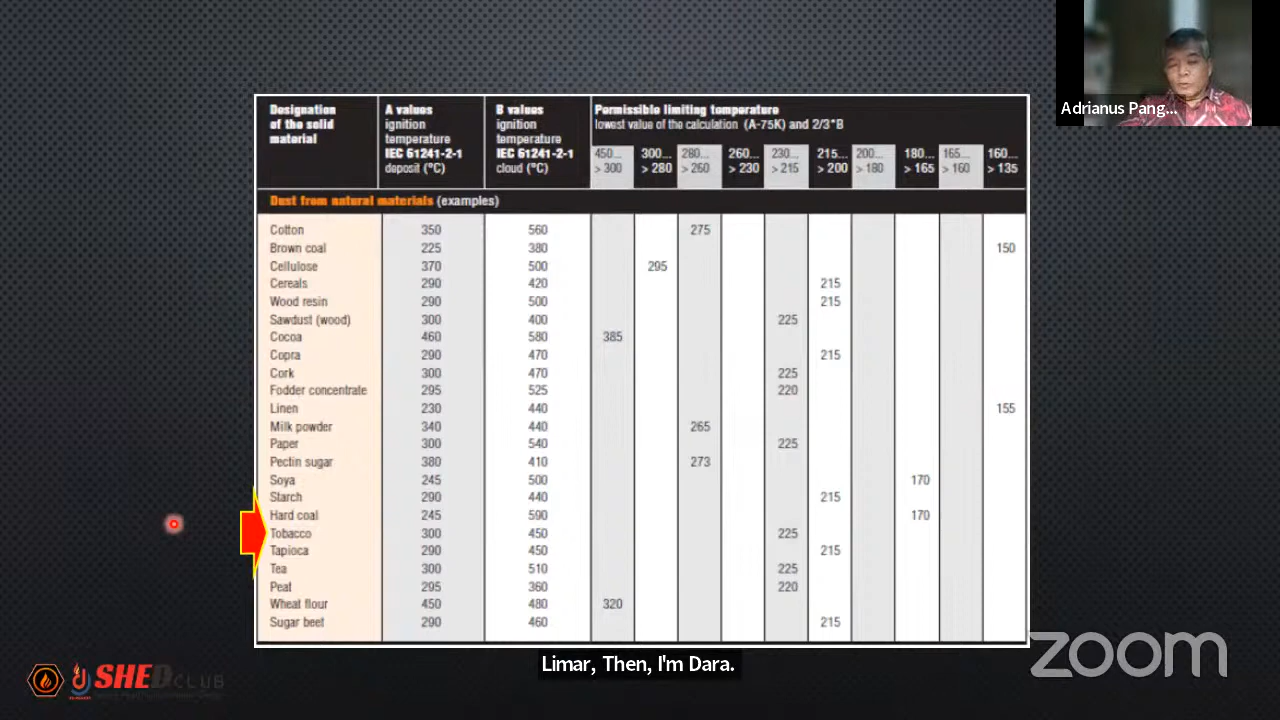 Adrianus Pang...
Designation of the solid material
A values ignition temperature IEC 61241-2-1 deposit (°C)
B values ignition temperature IEC 61241-2-1 cloud (°C)
Permissible limiting temperature
lowest value of the calculation (A-75K) and 2/3*B
450... > 300 300... > 280 280... > 260 260... > 230 230... > 215 215... > 200 200... > 180 180... > 165 165... > 160 160... > 135
Dust from natural materials (examples)
Cotton 350 560 275
Brown coal 225 380 150
Cellulose 370 500 295
Cereals 290 420 215
Wood resin 290 500 215
Sawdust (wood) 300 400 225
Cocoa 460 580 385
Copra 290 470 215
Cork 300 470 225
Fodder concentrate 295 525 220
Linen 230 440 155
Milk powder 340 440 265
Paper 300 540 225
Pectin sugar 380 410 273
Soya 245 500 170
Starch 290 440 215
Hard coal 245 590 170
Tobacco 300 450 225
Tapioca 290 450 215
Tea 300 510 225
Peat 295 360 220
Wheat flour 450 480 320
Sugar beet 290 460 215
Limar, Then, I'm Dara.
SHED CLUB
zoom